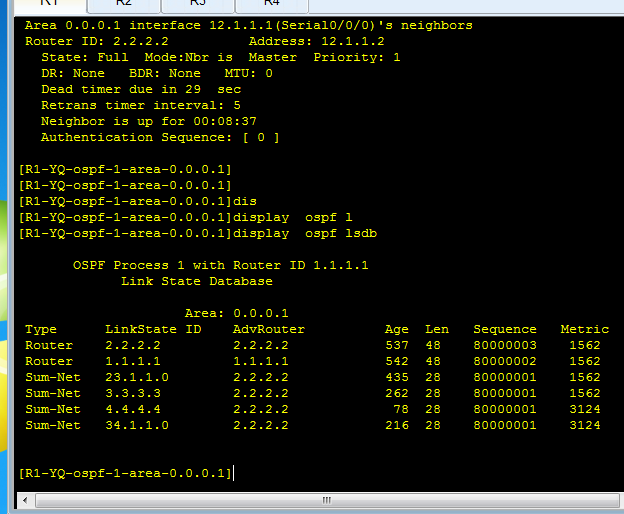 R1
R2
R3
R4
Area 0.0.0.1 interface 12.1.1.1(Serial0/0/0)'s neighbors
Router ID: 2.2.2.2 Address: 12.1.1.2
State: Full Mode:Nbr is Master Priority: 1
DR: None BDR: None MTU: 0
Dead timer due in 29 sec
Retrans timer interval: 5
Neighbor is up for 00:08:37
Authentication Sequence: [ 0 ]
[R1-YQ-ospf-1-area-0.0.0.1]
[R1-YQ-ospf-1-area-0.0.0.1]
[R1-YQ-ospf-1-area-0.0.0.1]dis
[R1-YQ-ospf-1-area-0.0.0.1]display ospf l
[R1-YQ-ospf-1-area-0.0.0.1]display ospf lsdb
OSPF Process 1 with Router ID 1.1.1.1
Link State Database
Area: 0.0.0.1
Type LinkState ID AdvRouter Age Len Sequence Metric
Router 2.2.2.2 2.2.2.2 537 48 80000003 1562
Router 1.1.1.1 1.1.1.1 542 48 80000002 1562
Sum-Net 23.1.1.0 2.2.2.2 435 28 80000001 1562
Sum-Net 3.3.3.3 2.2.2.2 262 28 80000001 1562
Sum-Net 4.4.4.4 2.2.2.2 78 28 80000001 3124
Sum-Net 34.1.1.0 2.2.2.2 216 28 80000001 3124
[R1-YQ-ospf-1-area-0.0.0.1]